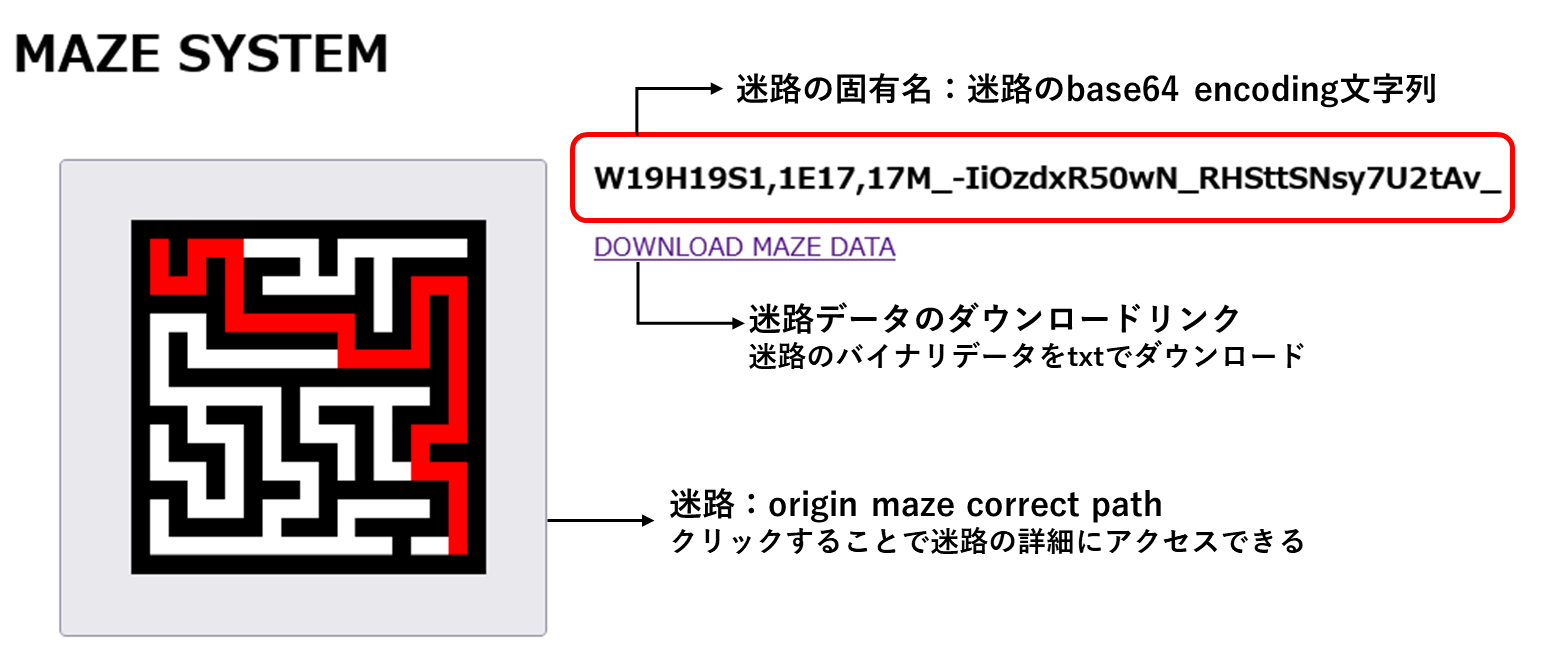 MAZE SYSTEM
迷路の固有名：迷路のbase64 encoding文字列
W19H19S1,1E17,17M_-IiOzdxR50wN_RHSttSNsy7U2tAv_
DOWNLOAD MAZE DATA
迷路データのダウンロードリンク
迷路のバイナリデータをtxtでダウンロード
迷路：origin maze correct path
クリックすることで迷路の詳細にアクセスできる